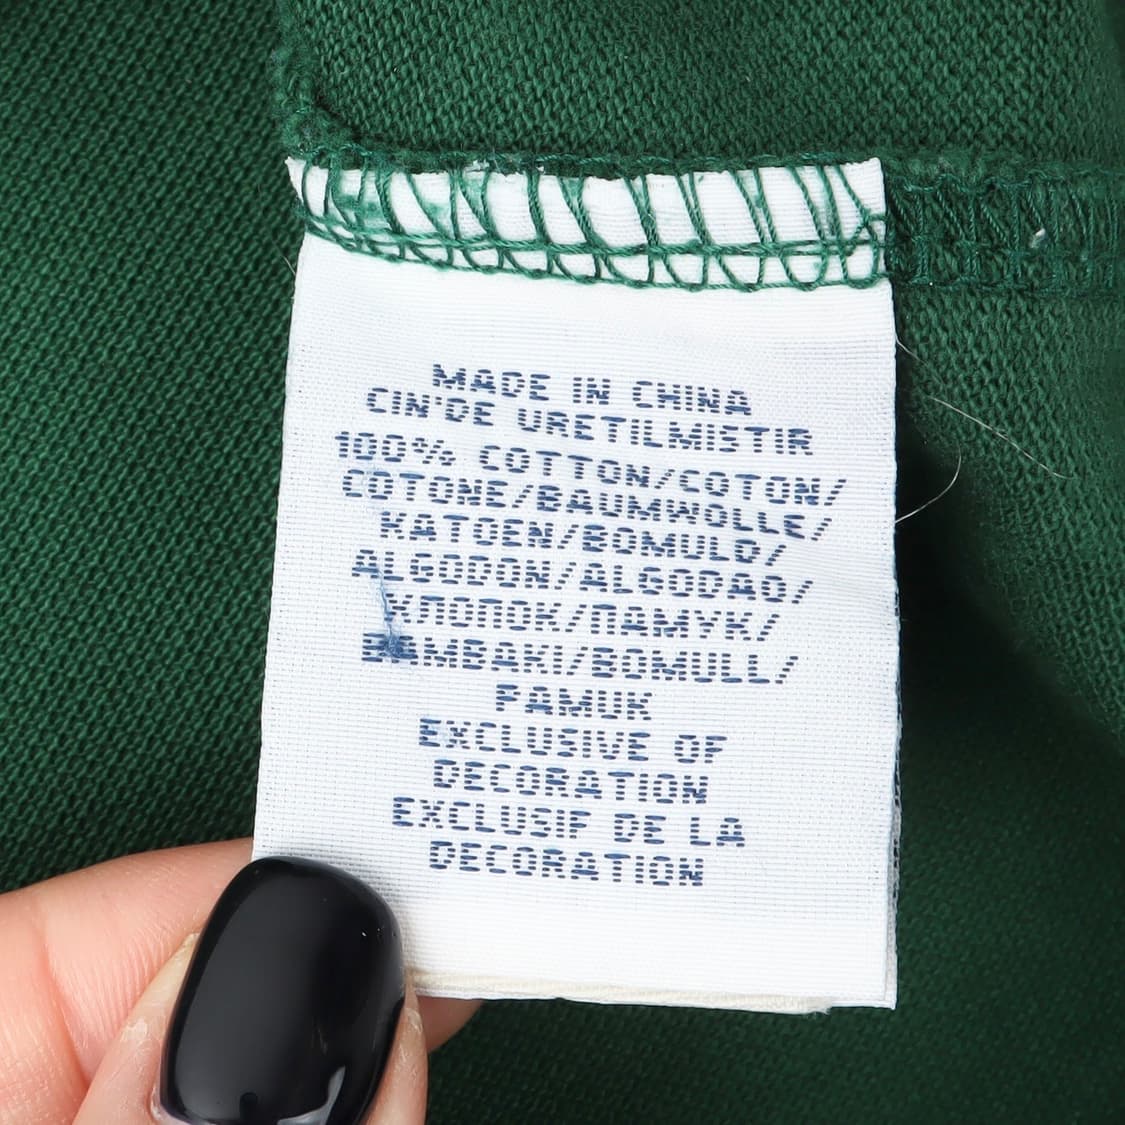 MADE IN CHINA
CIN'DE URETILMISTIR
100% COTTON/COTON/
COTONE/BAUMWOLLE/
KATOEN/BOMULD/
ALGODON/ALGODAO/
ХЛОПОК/ПАМУК/
BAMBAKI/BOMULL/
PAMUK
EXCLUSIVE OF
DECORATION
EXCLUSIF DE LA
DECORATION